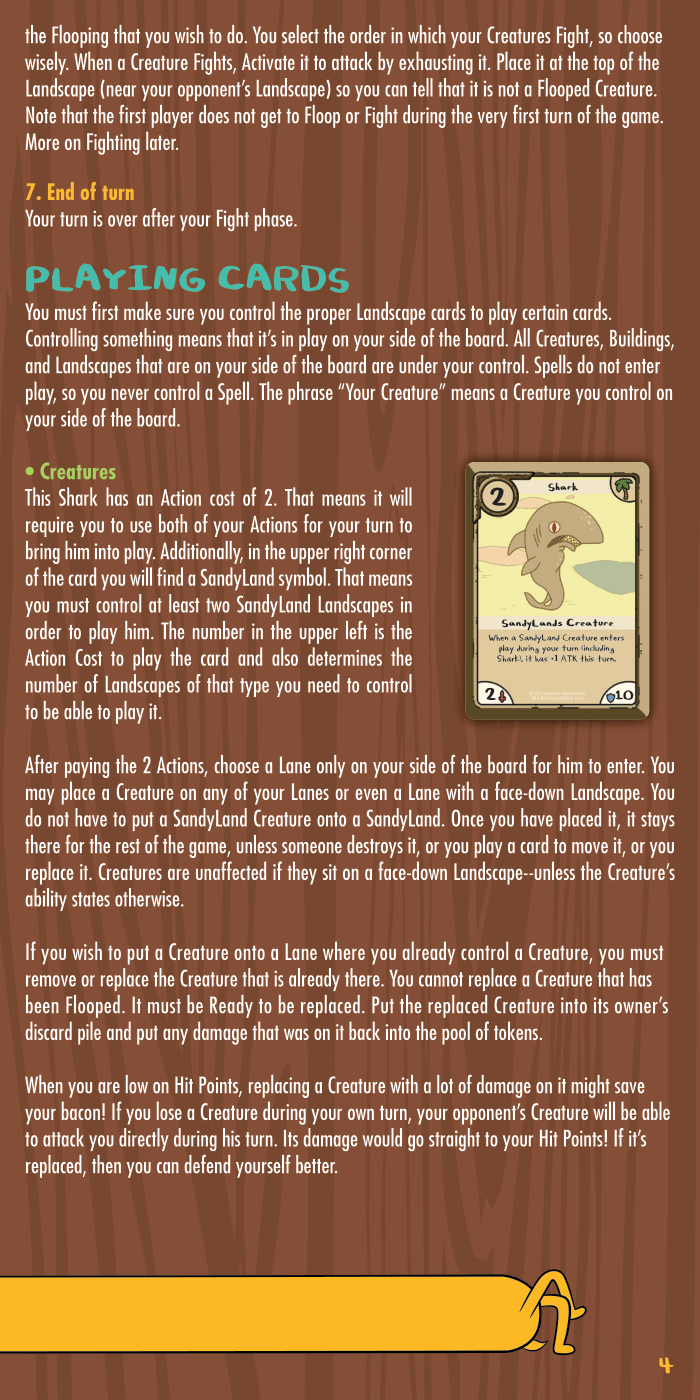 the Flooping that you wish to do. You select the order in which your Creatures Fight, so choose
wisely. When a Creature Fights, Activate it to attack by exhausting it. Place it at the top of the
Landscape (near your opponent's Landscape) so you can tell that it is not a Flooped Creature.
Note that the first player does not get to Floop or Fight during the very first turn of the game.
More on Fighting later.
7. End of turn
Your turn is over after your Fight phase.
PLAYING CARDS
You must first make sure you control the proper Landscape cards to play certain cards.
Controlling something means that it's in play on your side of the board. All Creatures, Buildings,
and Landscapes that are on your side of the board are under your control. Spells do not enter
play, so you never control a Spell. The phrase "Your Creature" means a Creature you control on
your side of the board.
• Creatures
This Shark has an Action cost of 2. That means it will
require you to use both of your Actions for your turn to
bring him into play. Additionally, in the upper right corner
of the card you will find a SandyLand symbol. That means
you must control at least two SandyLand Landscapes in
order to play him. The number in the upper left is the
Action Cost to play the card and also determines the
number of Landscapes of that type you need to control
to be able to play it.
2
Shark
SandyLands Creature
When a SandyLand Creature enters
play during your turn (including
Shark), it has +1 ATK this turn.
2
10
After paying the 2 Actions, choose a Lane only on your side of the board for him to enter. You
may place a Creature on any of your Lanes or even a Lane with a face-down Landscape. You
do not have to put a SandyLand Creature onto a SandyLand. Once you have placed it, it stays
there for the rest of the game, unless someone destroys it, or you play a card to move it, or you
replace it. Creatures are unaffected if they sit on a face-down Landscape--unless the Creature's
ability states otherwise.
If you wish to put a Creature onto a Lane where you already control a Creature, you must
remove or replace the Creature that is already there. You cannot replace a Creature that has
been Flooped. It must be Ready to be replaced. Put the replaced Creature into its owner's
discard pile and put any damage that was on it back into the pool of tokens.
When you are low on Hit Points, replacing a Creature with a lot of damage on it might save
your bacon! If you lose a Creature during your own turn, your opponent's Creature will be able
to attack you directly during his turn. Its damage would go straight to your Hit Points! If it's
replaced, then you can defend yourself better.
4